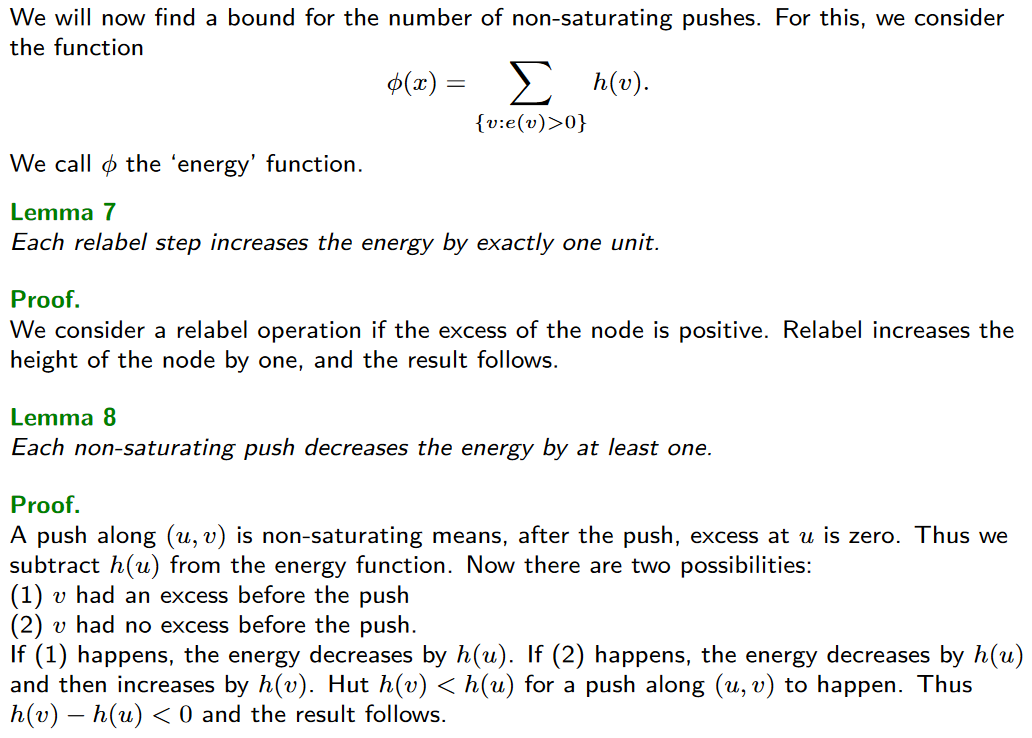 We will now find a bound for the number of non-saturating pushes. For this, we consider
the function
ϕ(x) = ∑ h(v).
{v:e(v)>0}
We call ϕ the ‘energy’ function.
Lemma 7
Each relabel step increases the energy by exactly one unit.
Proof.
We consider a relabel operation if the excess of the node is positive. Relabel increases the
height of the node by one, and the result follows.
Lemma 8
Each non-saturating push decreases the energy by at least one.
Proof.
A push along (u, v) is non-saturating means, after the push, excess at u is zero. Thus we
subtract h(u) from the energy function. Now there are two possibilities:
(1) v had an excess before the push
(2) v had no excess before the push.
If (1) happens, the energy decreases by h(u). If (2) happens, the energy decreases by h(u)
and then increases by h(v). Hut h(v) < h(u) for a push along (u, v) to happen. Thus
h(v) − h(u) < 0 and the result follows.